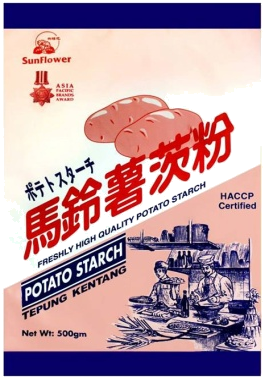 SunFlower
ASIA
PACIFIC
BRANDS
AWARD
ポテトスターチ
馬鈴薯茨粉
FRESHLY HIGH QUALITY POTATO STARCH
HACCP
Certified
POTATO STARCH
TEPUNG KENTANG
Net Wt: 500gm